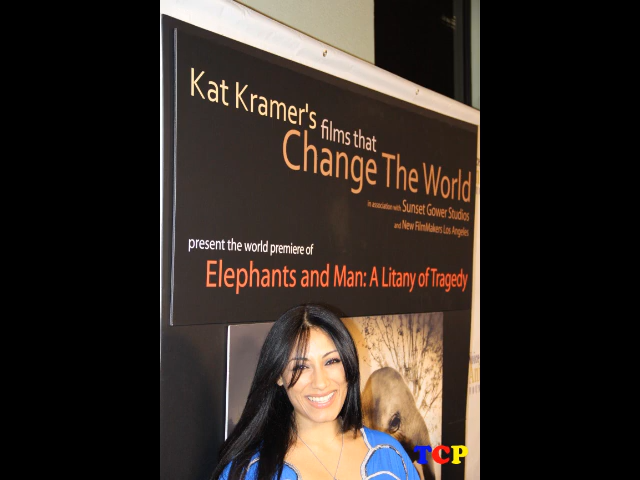 Kat Kramer's
films that
Change The World
in association with Sunset Gower Studios
and New FilmMakers Los Angeles
present the world premiere of
Elephants and Man: A Litany of Tragedy
TCP